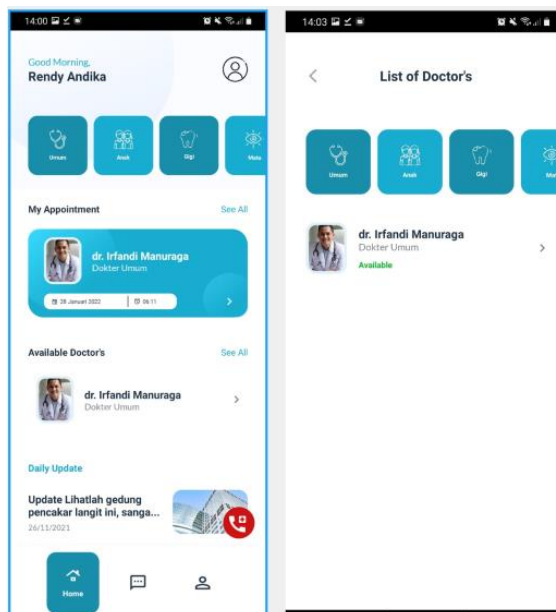 14:00
Good Morning,
Rendy Andika
Umum
Anak
Gigi
Mata
My Appointment
See All
dr. Irfandi Manuraga
Dokter Umum
28 Januari 2022
06:11
Available Doctor's
See All
dr. Irfandi Manuraga
Dokter Umum
Daily Update
Update Lihatlah gedung
pencakar langit ini, sanga...
26/11/2021
Home
14:03
List of Doctor's
Umum
Anak
Gigi
dr. Irfandi Manuraga
Dokter Umum
Available